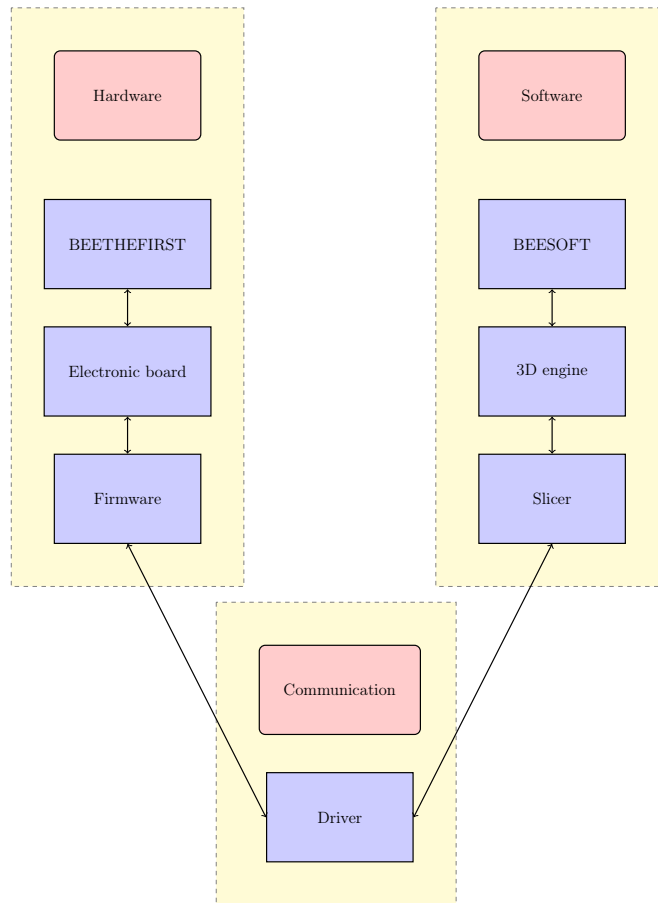 Hardware
Software
BEETHEFIRST
BEESOFT
Electronic board
3D engine
Firmware
Slicer
Communication
Driver